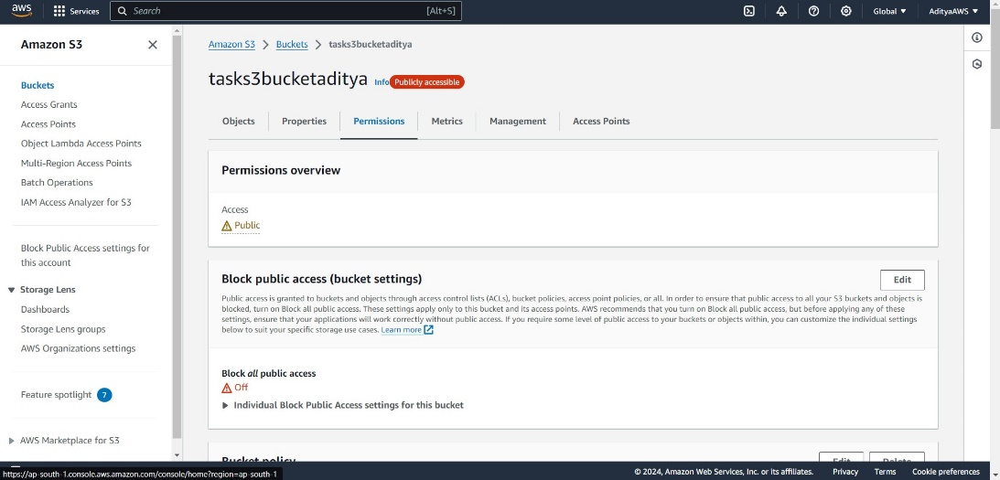 aws
Services
Search
[Alt+S]
Global
AdityaAWS
Amazon S3
Buckets
Access Grants
Access Points
Object Lambda Access Points
Multi-Region Access Points
Batch Operations
IAM Access Analyzer for S3
Block Public Access settings for
this account
Storage Lens
Dashboards
Storage Lens groups
AWS Organizations settings
Feature spotlight 7
AWS Marketplace for S3
Amazon S3 > Buckets > tasks3bucketaditya
tasks3bucketaditya Info Publicly accessible
Objects
Properties
Permissions
Metrics
Management
Access Points
Permissions overview
Access
Public
Block public access (bucket settings)
Edit
Public access is granted to buckets and objects through access control lists (ACLs), bucket policies, access point policies, or all. In order to ensure that public access to all your S3 buckets and objects is
blocked, turn on Block all public access. These settings apply only to this bucket and its access points. AWS recommends that you turn on Block all public access, but before applying any of these
settings, ensure that your applications will work correctly without public access. If you require some level of public access to your buckets or objects within, you can customize the individual settings
below to suit your specific storage use cases. Learn more
Block all public access
Off
Individual Block Public Access settings for this bucket
Bucket policy
Edit
Delete
https://ap-south-1.console.aws.amazon.com/console/home?region=ap-south-1
© 2024, Amazon Web Services, Inc. or its affiliates.
Privacy
Terms
Cookie preferences